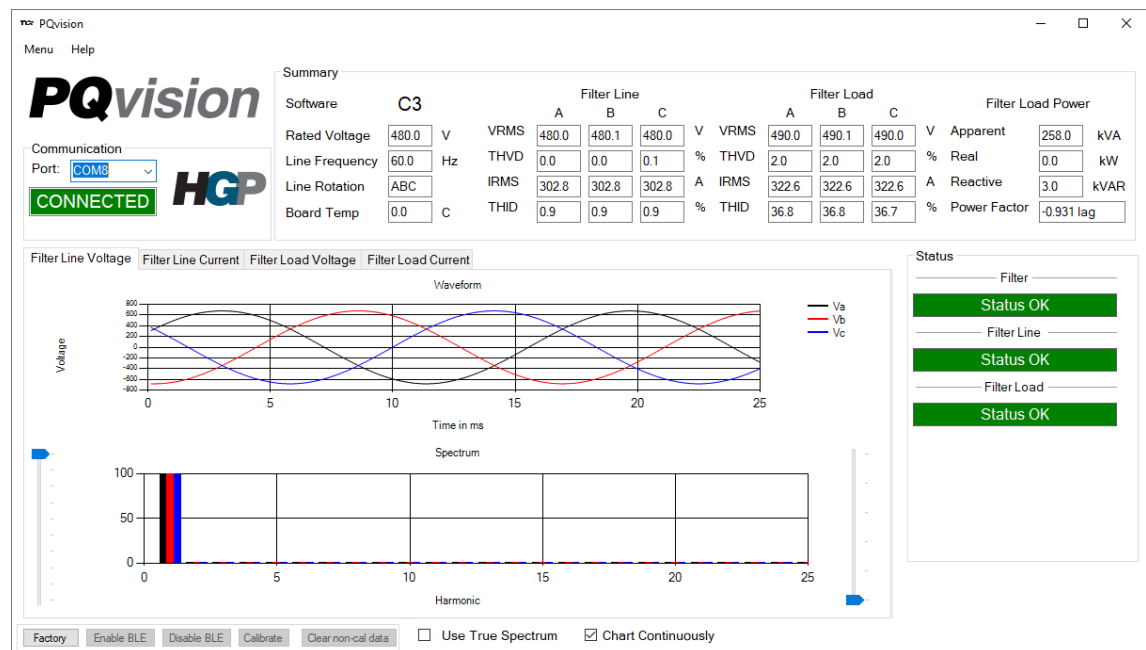 PQvision
Menu Help
PQvision
Communication
Port: COM8
CONNECTED
HGP
Summary
Software C3
Filter Line Filter Load Filter Load Power
A B C A B C
Rated Voltage 480.0 V VRMS 480.0 480.1 480.0 V VRMS 490.0 490.1 490.0 V Apparent 258.0 kVA
Line Frequency 60.0 Hz THVD 0.0 0.0 0.1 % THVD 2.0 2.0 2.0 % Real 0.0 kW
Line Rotation ABC IRMS 302.8 302.8 302.8 A IRMS 322.6 322.6 322.6 A Reactive 3.0 kVAR
Board Temp 0.0 C THID 0.9 0.9 0.9 % THID 36.8 36.8 36.7 % Power Factor -0.931 lag
Filter Line Voltage Filter Line Current Filter Load Voltage Filter Load Current
Waveform
Voltage
800
600
400
200
0
-200
-400
-600
-800
0 5 10 15 20 25
Time in ms
Va
Vb
Vc
Spectrum
100
50
0
0 5 10 15 20 25
Harmonic
Status
Filter
Status OK
Filter Line
Status OK
Filter Load
Status OK
Factory Enable BLE Disable BLE Calibrate Clear non-cal data Use True Spectrum Chart Continuously